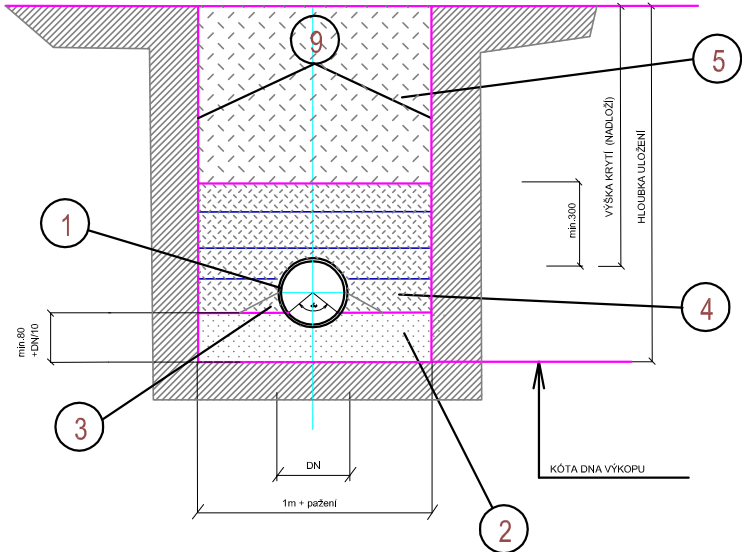 9
5
VÝŠKA KRYTÍ (NADLOŽÍ)
HLOUBKA ULOŽENÍ
min.300
1
4
min.80
+DN/10
3
DN
KÓTA DNA VÝKOPU
1m + pažení
2